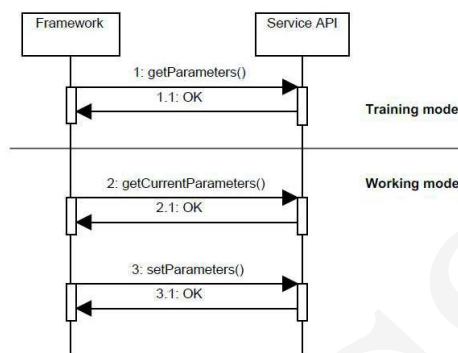 Framework
Service API
1: getParameters()
1.1: OK
Training mode
2: getCurrentParameters()
Working mode
2.1: OK
3: setParameters()
3.1: OK